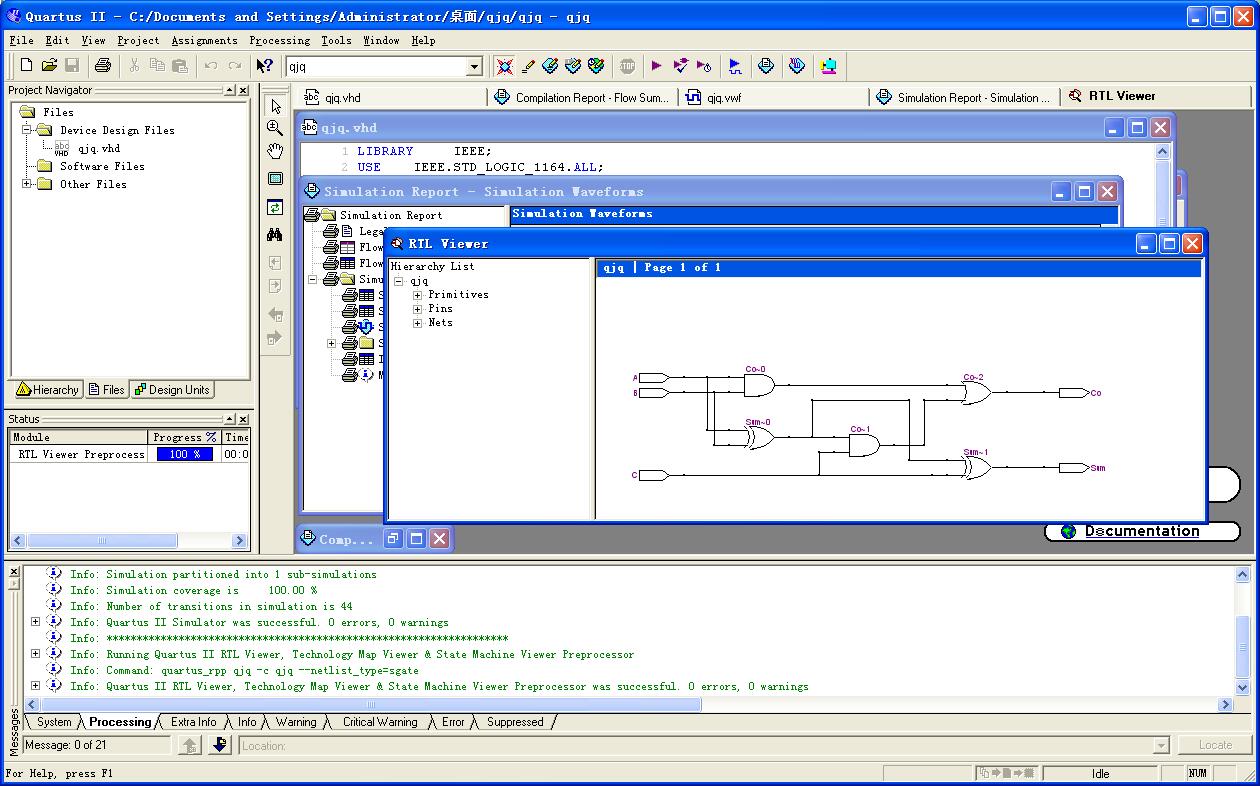 Quartus II - C:/Documents and Settings/Administrator/桌面/qjq/qjq - qjq
File Edit View Project Assignments Processing Tools Window Help
qjq
Project Navigator
Files
Device Design Files
qjq.vhd
Software Files
Other Files
Hierarchy Files Design Units
Status
Module Progress % Time
RTL Viewer Preprocess 100 % 00:0
qjq.vhd Compilation Report - Flow Sum... qjq.vwf Simulation Report - Simulation ... RTL Viewer
qjq.vhd
1 LIBRARY IEEE;
2 USE IEEE.STD_LOGIC_1164.ALL;
Simulation Report - Simulation Waveforms
Simulation Report
Simulation Waveforms
Lega
Flow
Flow
Simu
RTL Viewer
Hierarchy List
qjq
Primitives
Pins
Nets
qjq | Page 1 of 1
A
B
C
Co~0
Sum~0
Co~1
Co~2
Sum~1
Co
Sum
Comp...
Documentation
Info: Simulation partitioned into 1 sub-simulations
Info: Simulation coverage is 100.00 %
Info: Number of transitions in simulation is 44
Info: Quartus II Simulator was successful. 0 errors, 0 warnings
Info: *******************************************************************
Info: Running Quartus II RTL Viewer, Technology Map Viewer & State Machine Viewer Preprocessor
Info: Command: quartus_rpp qjq -c qjq --netlist_type=sgate
Info: Quartus II RTL Viewer, Technology Map Viewer & State Machine Viewer Preprocessor was successful. 0 errors, 0 warnings
System Processing Extra Info Info Warning Critical Warning Error Suppressed
Messages
Message: 0 of 21 Location: Locate
For Help, press F1 Idle NUM